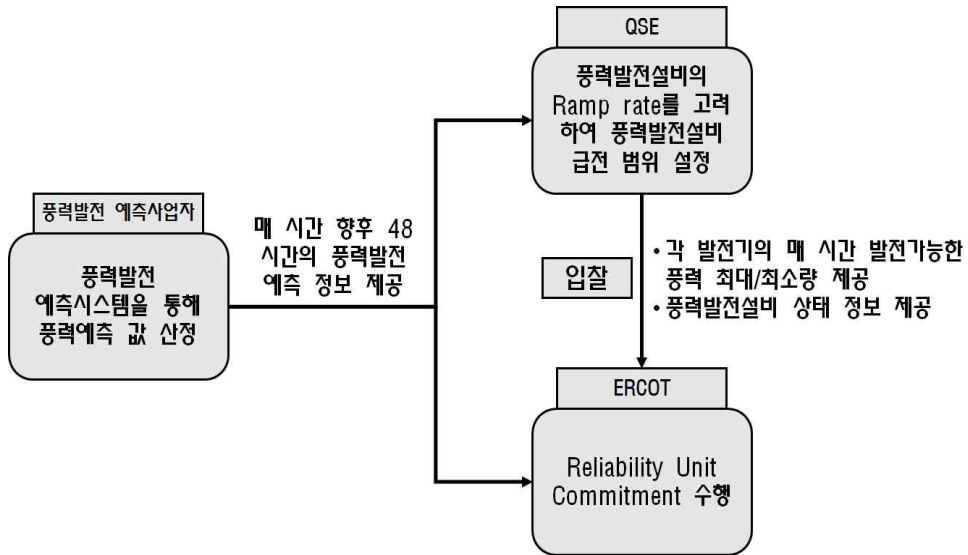 풍력발전 예측사업자
풍력발전
예측시스템을 통해
풍력예측 값 산정
매 시간 향후 48
시간의 풍력발전
예측 정보 제공
QSE
풍력발전설비의
Ramp rate를 고려
하여 풍력발전설비
급전 범위 설정
입찰
• 각 발전기의 매 시간 발전가능한
풍력 최대/최소량 제공
• 풍력발전설비 상태 정보 제공
ERCOT
Reliability Unit
Commitment 수행